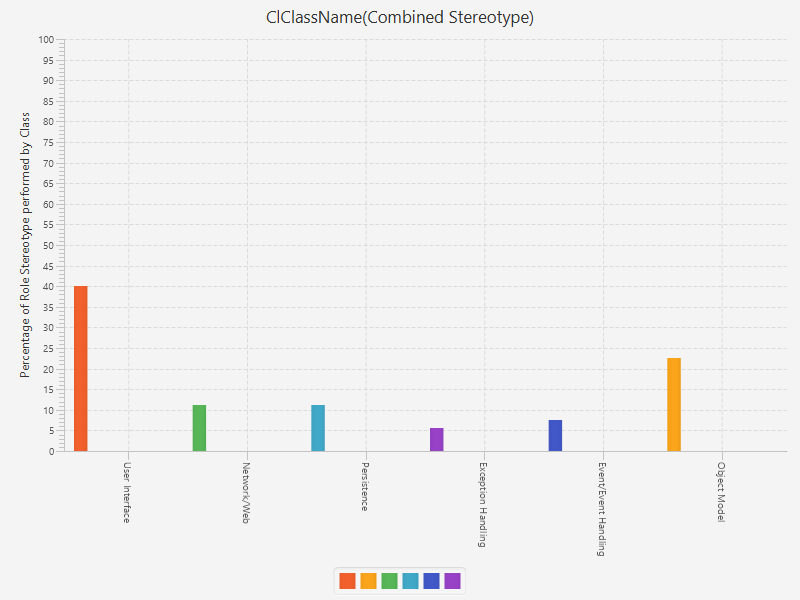 ClClassName(Combined Stereotype)
Percentage of Role Stereotype performed by Class
100
95
90
85
80
75
70
65
60
55
50
45
40
35
30
25
20
15
10
5
0
User Interface
Network/Web
Persistence
Exception Handling
Event/Event Handling
Object Model